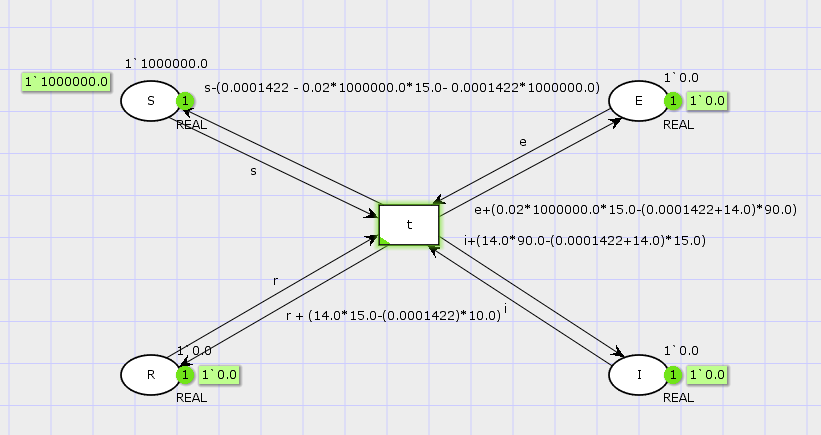 1`1000000.0
1`1000000.0
s-(0.0001422 - 0.02*1000000.0*15.0- 0.0001422*1000000.0)
1`0.0
S
1
REAL
E
1
1`0.0
REAL
e
s
e+(0.02*1000000.0*15.0-(0.0001422+14.0)*90.0)
t
i+(14.0*90.0-(0.0001422+14.0)*15.0)
r
r + (14.0*15.0-(0.0001422)*10.0)
i
1`0.0
1`0.0
R
1
1`0.0
REAL
I
1
1`0.0
REAL